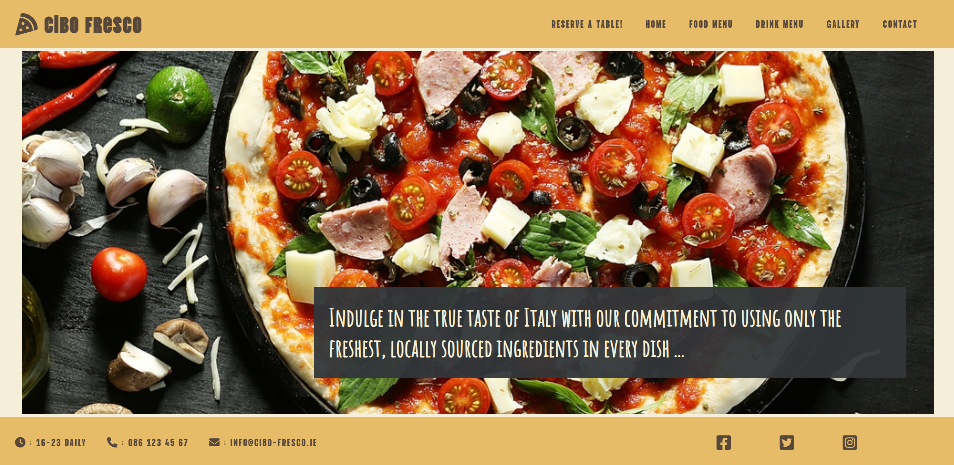 Cibo Fresco
Reserve a table! Home Food Menu Drink Menu Gallery Contact
Indulge in the true taste of Italy with our commitment to using only the
freshest, locally sourced ingredients in every dish ...
: 16-23 Daily : 086 123 45 67 : info@cibo-fresco.ie